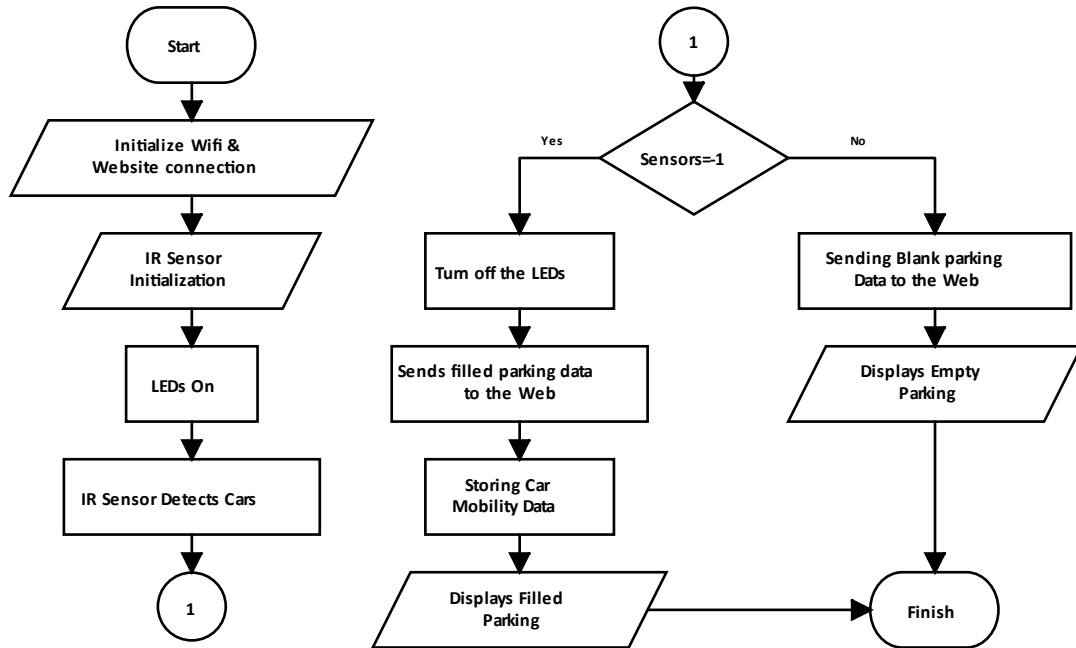 Start
Initialize Wifi &
Website connection
IR Sensor
Initialization
LEDs On
IR Sensor Detects Cars
1
1
Sensors=-1
Yes
No
Turn off the LEDs
Sends filled parking data
to the Web
Storing Car
Mobility Data
Displays Filled
Parking
Sending Blank parking
Data to the Web
Displays Empty
Parking
Finish